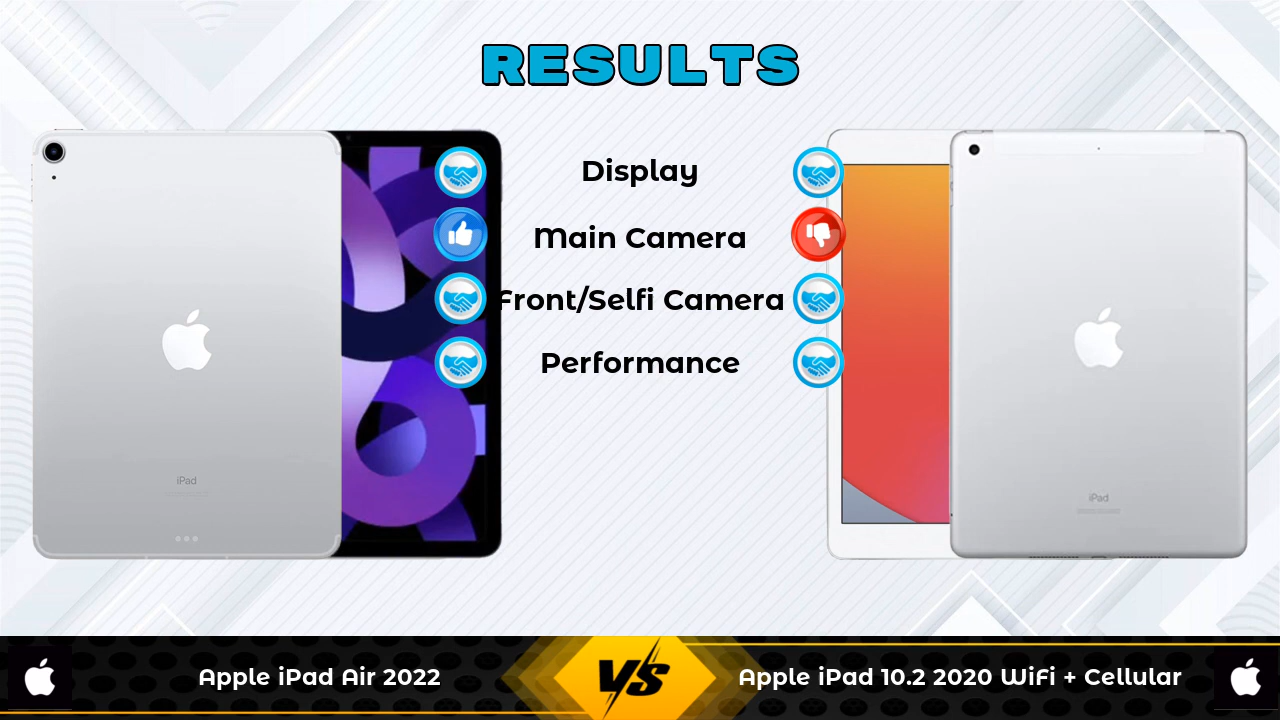 RESULTS
Display
Main Camera
Front/Selfi Camera
Performance
iPad
iPad
Apple iPad Air 2022
VS
Apple iPad 10.2 2020 WiFi + Cellular